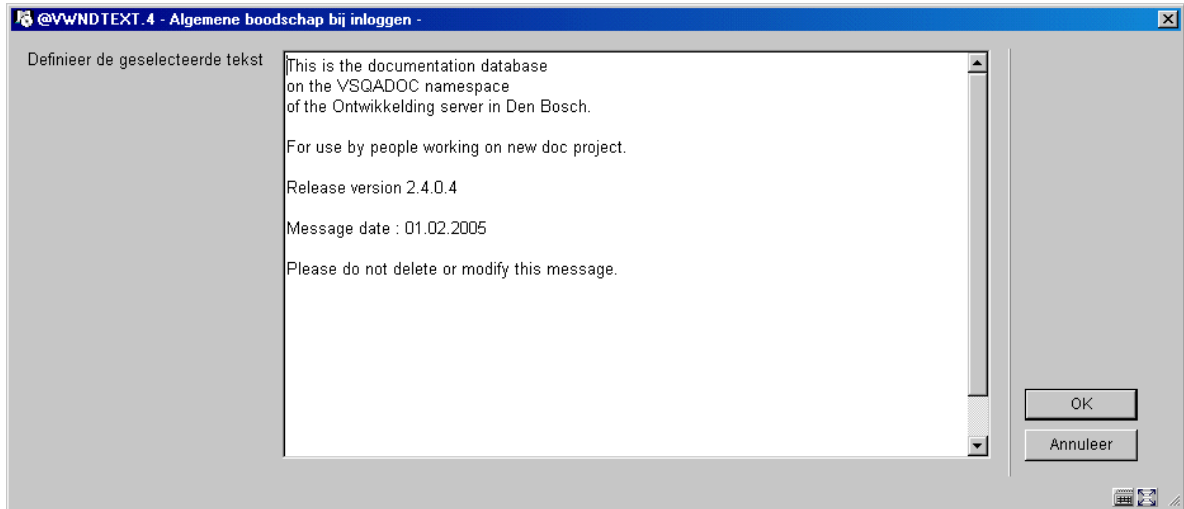 @VWNDTEXT.4 - Algemene boodschap bij inloggen -
Definieer de geselecteerde tekst
This is the documentation database
on the VSQADOC namespace
of the Ontwikkelding server in Den Bosch.
For use by people working on new doc project.
Release version 2.4.0.4
Message date : 01.02.2005
Please do not delete or modify this message.
OK
Annuleer